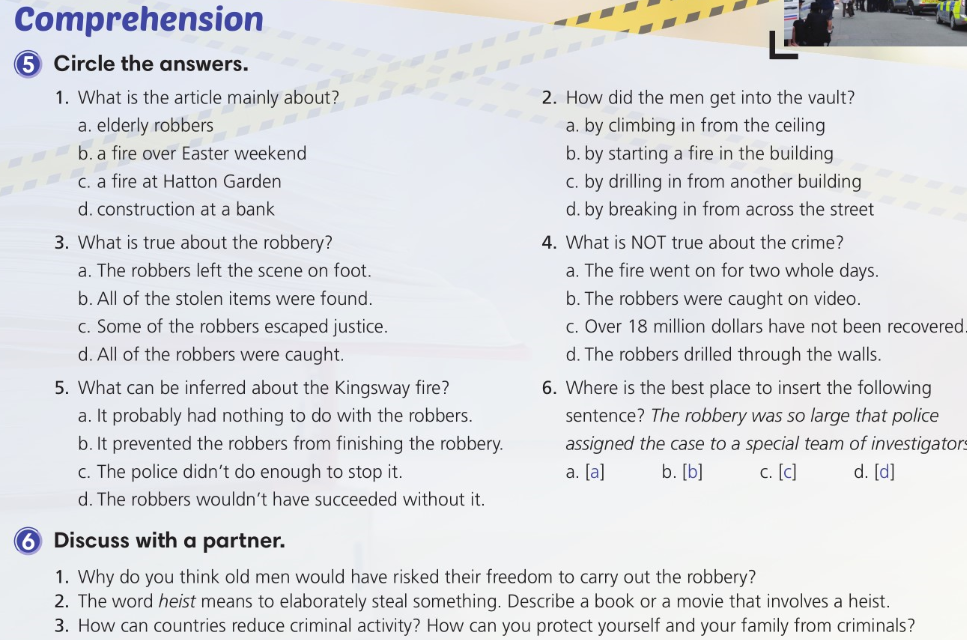 Comprehension
5 Circle the answers.
1. What is the article mainly about?
a. elderly robbers
b. a fire over Easter weekend
c. a fire at Hatton Garden
d. construction at a bank
2. How did the men get into the vault?
a. by climbing in from the ceiling
b. by starting a fire in the building
c. by drilling in from another building
d. by breaking in from across the street
3. What is true about the robbery?
a. The robbers left the scene on foot.
b. All of the stolen items were found.
c. Some of the robbers escaped justice.
d. All of the robbers were caught.
4. What is NOT true about the crime?
a. The fire went on for two whole days.
b. The robbers were caught on video.
c. Over 18 million dollars have not been recovered.
d. The robbers drilled through the walls.
5. What can be inferred about the Kingsway fire?
a. It probably had nothing to do with the robbers.
b. It prevented the robbers from finishing the robbery.
c. The police didn't do enough to stop it.
d. The robbers wouldn't have succeeded without it.
6. Where is the best place to insert the following
sentence? The robbery was so large that police
assigned the case to a special team of investigators
a. [a] b. [b] c. [c] d. [d]
6 Discuss with a partner.
1. Why do you think old men would have risked their freedom to carry out the robbery?
2. The word heist means to elaborately steal something. Describe a book or a movie that involves a heist.
3. How can countries reduce criminal activity? How can you protect yourself and your family from criminals?